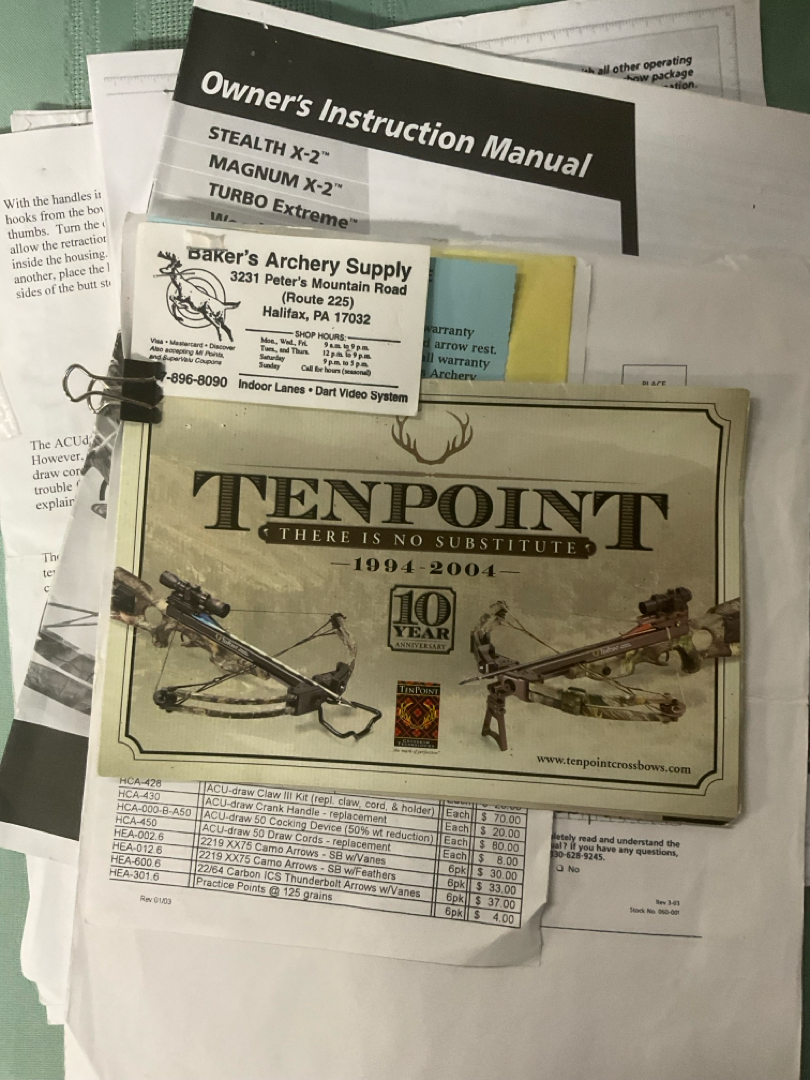 all other operating
bow package
Owner's Instruction Manual
STEALTH X-2™
MAGNUM X-2™
TURBO Extreme™
With the handles
hooks from the
thumbs. Turn the
allow the
inside the housing.
another, place the
sides of the butt
Baker's Archery Supply
3231 Peter's Mountain Road
(Route 225)
Halifax, PA 17032
SHOP HOURS:
Mon., Wed., Fri. 9 a.m. to 9 p.m.
Tues., and Thurs. 12 p.m. to 9 p.m.
Saturday 9 p.m. to 5 p.m.
Sunday Call for hours (seasonal)
Visa • Mastercard • Discover
Also accepting MI Points,
and SuperValu Coupons
7-896-8090 Indoor Lanes • Dart Video System
warranty
arrow rest.
all warranty
Archery
PLACE
The
However,
draw
trouble
TENPOINT
THERE IS NO SUBSTITUTE
—1994-2004—
10
YEAR
ANNIVERSARY
TENPOINT
www.tenpointcrossbows.com
HCA-428
HCA-430 ACU-draw Claw III Kit (repl. claw, cord, & holder) Each $ 70.00
HCA-000-B-A50 ACU-draw Crank Handle - replacement Each $ 20.00
HCA-450 ACU-draw 50 Cocking Device (50% wt reduction) Each $ 80.00
HEA-002.6 ACU-draw 50 Draw Cords - replacement Each $ 8.00
HEA-012.6 2219 XX75 Camo Arrows - SB w/Vanes 6pk $ 30.00
HEA-600.6 2219 XX75 Camo Arrows - SB w/Feathers 6pk $ 33.00
HEA-301.6 22/64 Carbon ICS Thunderbolt Arrows w/Vanes 6pk $ 37.00
Practice Points @ 125 grains 6pk $ 4.00
Rev 01/03
read and understand the
if you have any questions,
30-628-9245.
❏ No
Rev 3-03
Stock No. 060-001